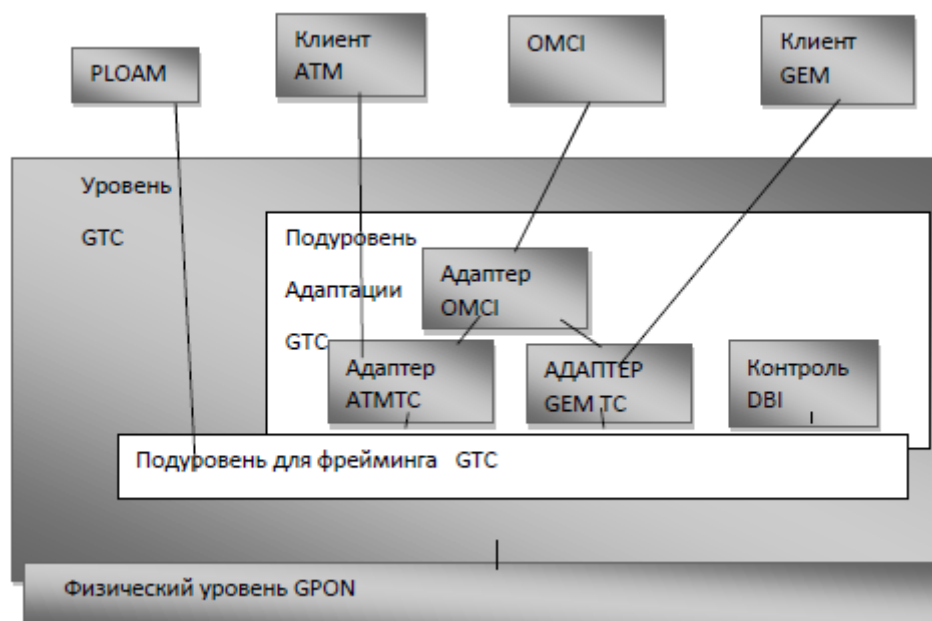 PLOAM
Клиент
ATM
OMCI
Клиент
GEM
Уровень
GTC
Подуровень
Адаптации
GTC
Адаптер
OMCI
Адаптер
ATMTC
АДАПТЕР
GEM TC
Контроль
DBI
Подуровень для фрейминга GTC
Физический уровень GPON